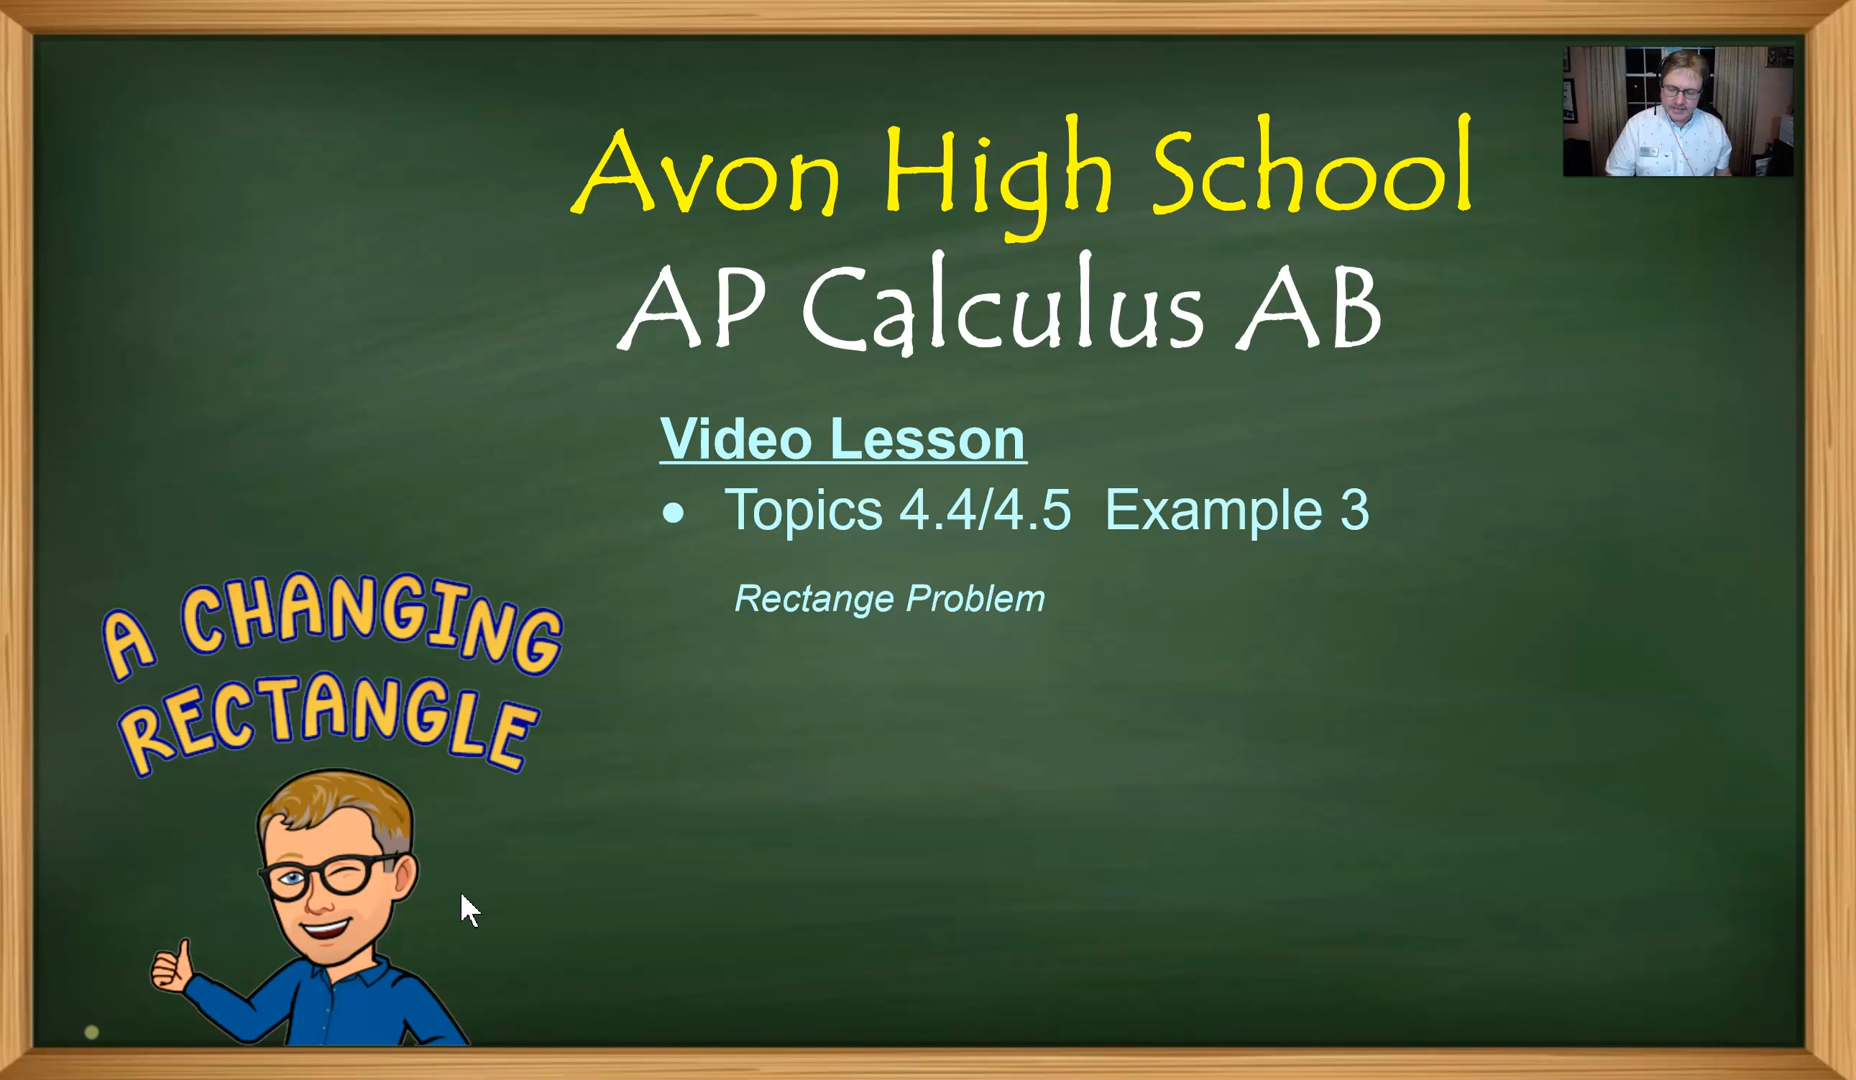 Avon High School
AP Calculus AB
Video Lesson
● Topics 4.4/4.5 Example 3
Rectange Problem
A CHANGING
RECTANGLE